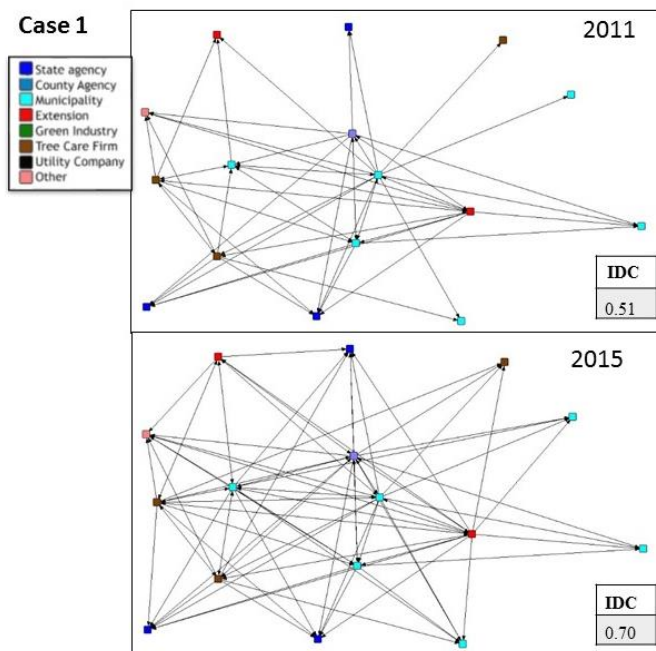 Case 1
2011
State agency
County Agency
Municipality
Extension
Green Industry
Tree Care Firm
Utility Company
Other
IDC
0.51
2015
IDC
0.70